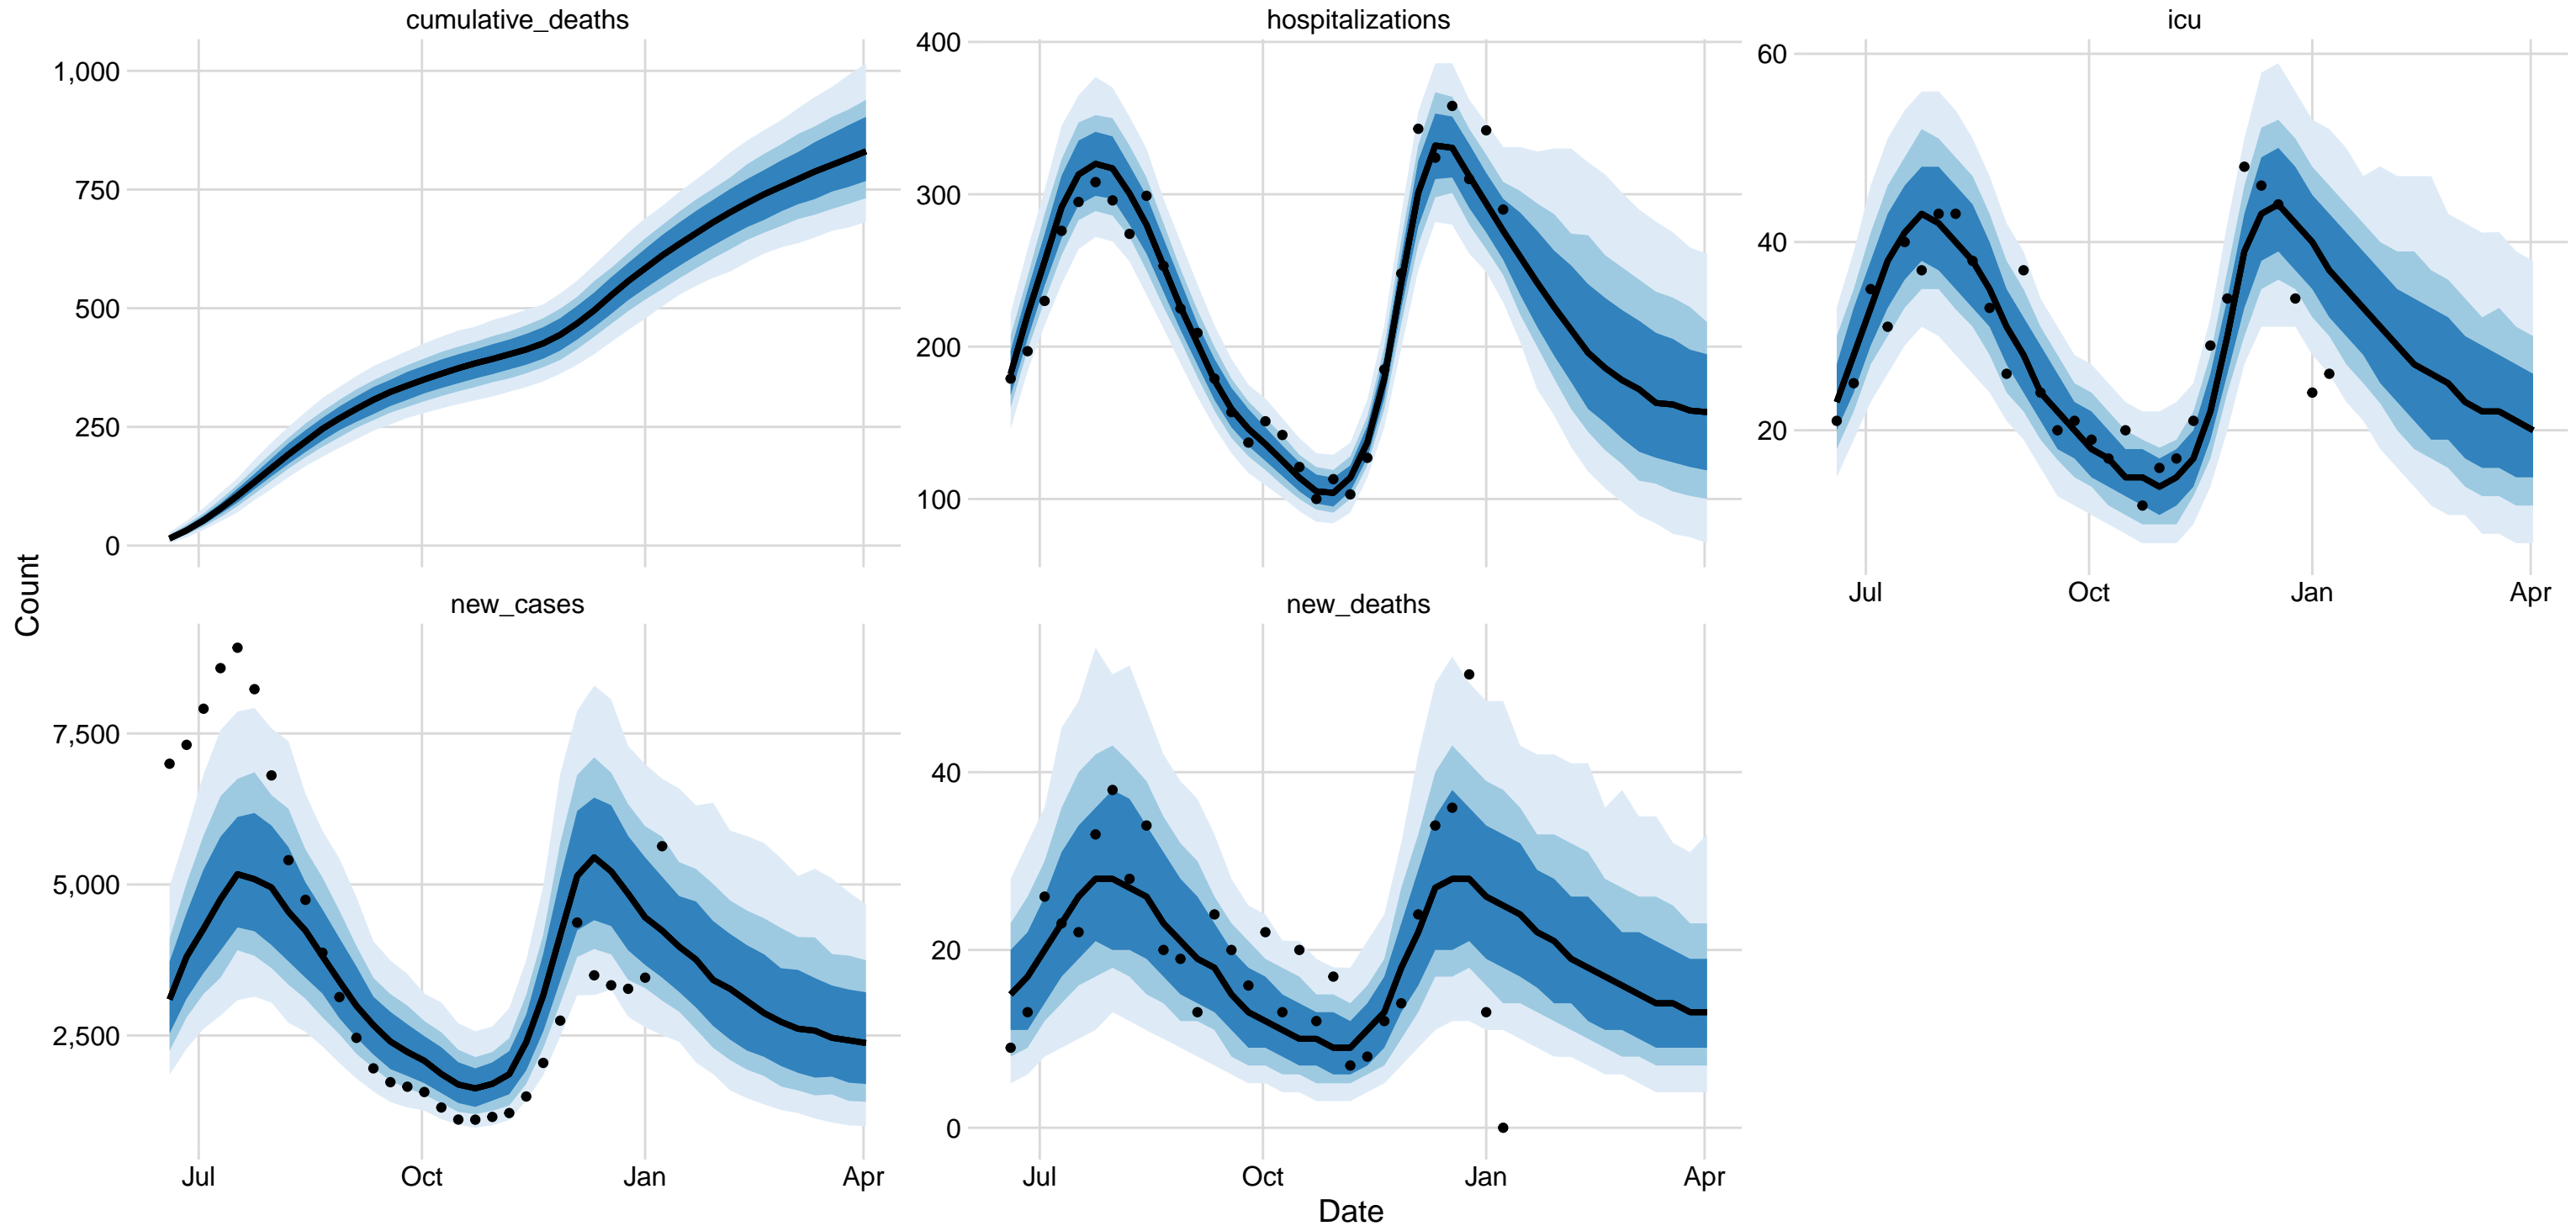 cumulative_deaths
1,000
750
500
250
0
hospitalizations
400
300
200
100
icu
60
40
20
Jul Oct Jan Apr
Count
new_cases
7,500
5,000
2,500
Jul Oct Jan Apr
new_deaths
40
20
0
Jul Oct Jan Apr
Date